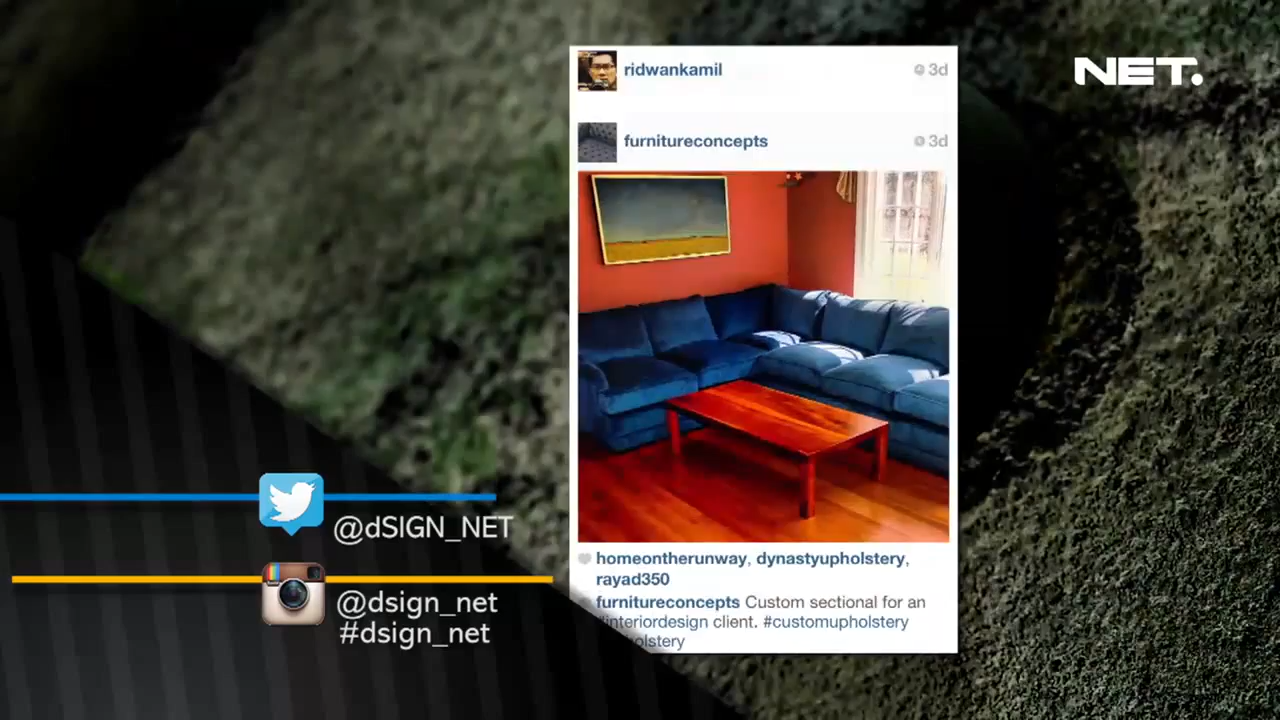 NET.
ridwankamil
3d
furnitureconcepts
3d
homeontherunway, dynastyupholstery,
rayad350
furnitureconcepts Custom sectional for an
interiordesign client. #customupholstery
@dSIGN_NET
@dsign_net
#dsign_net